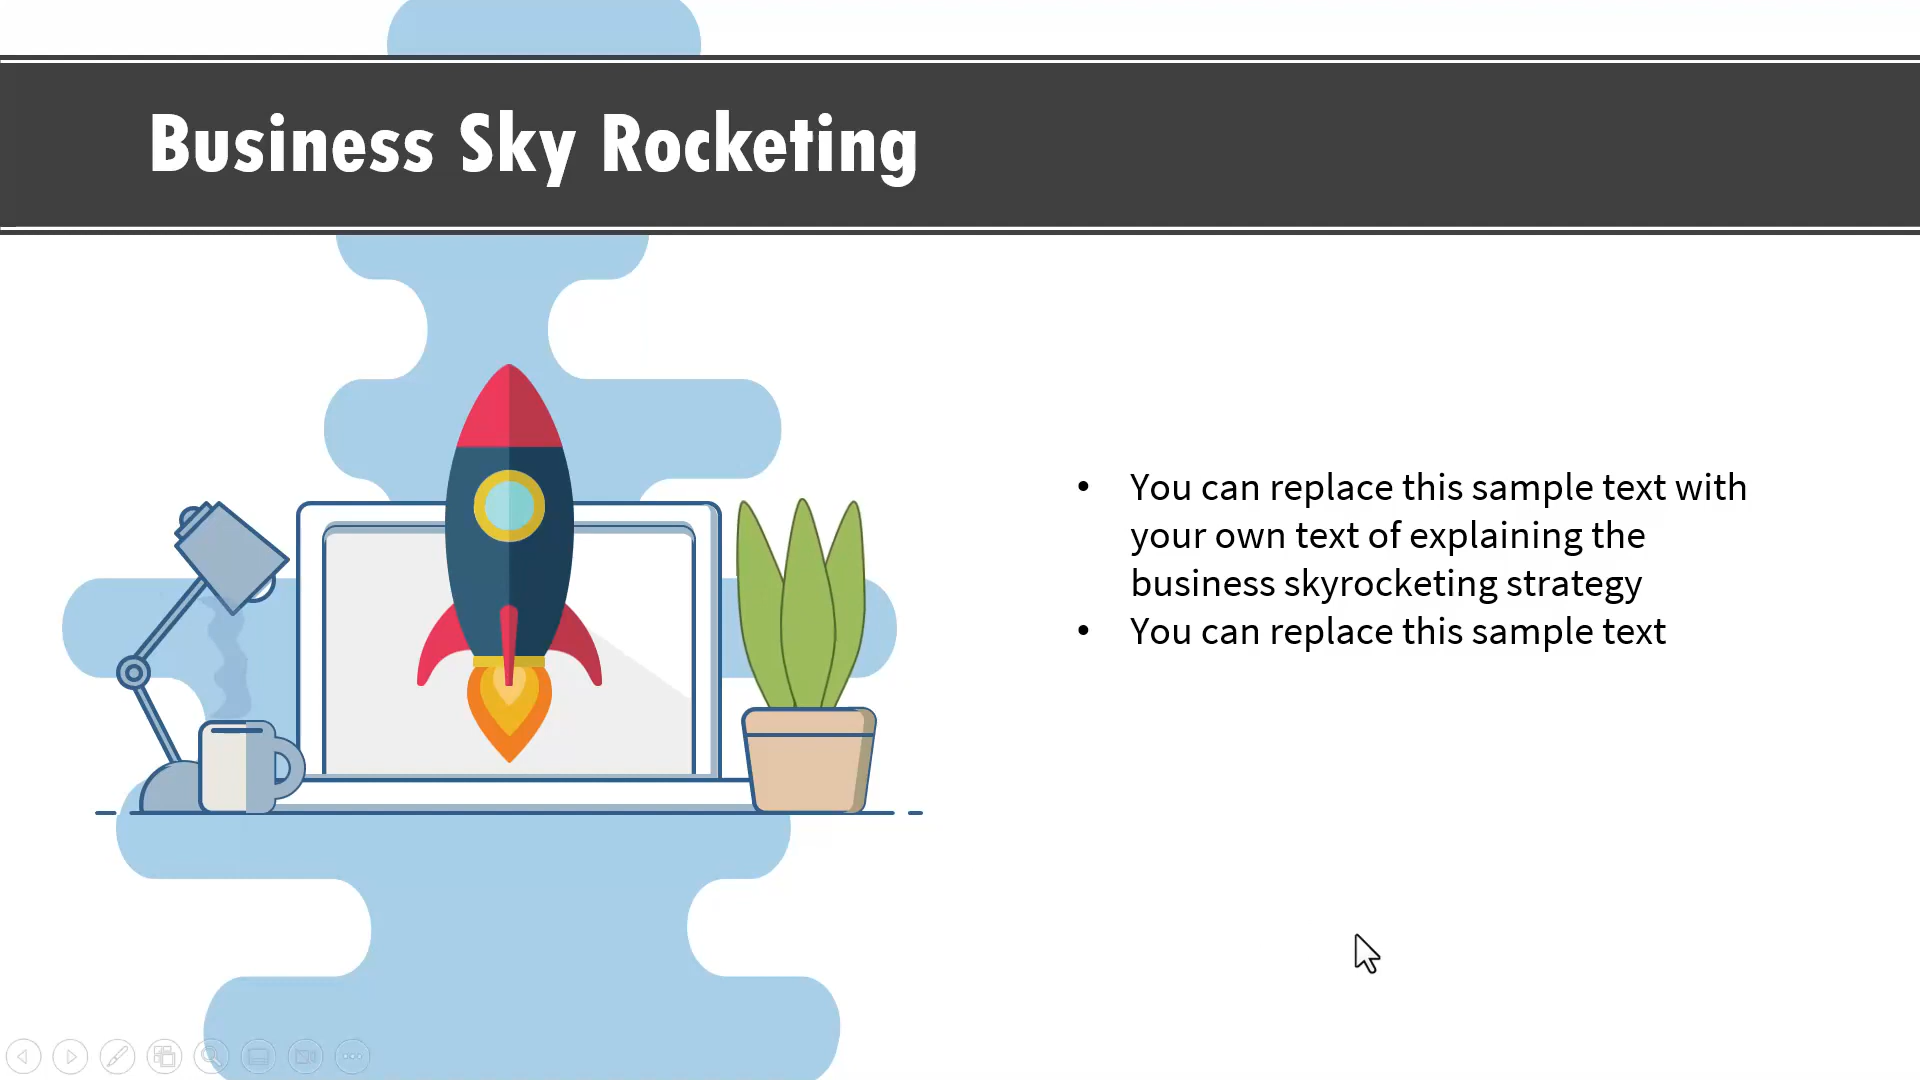 Business Sky Rocketing
• You can replace this sample text with
your own text of explaining the
business skyrocketing strategy
• You can replace this sample text